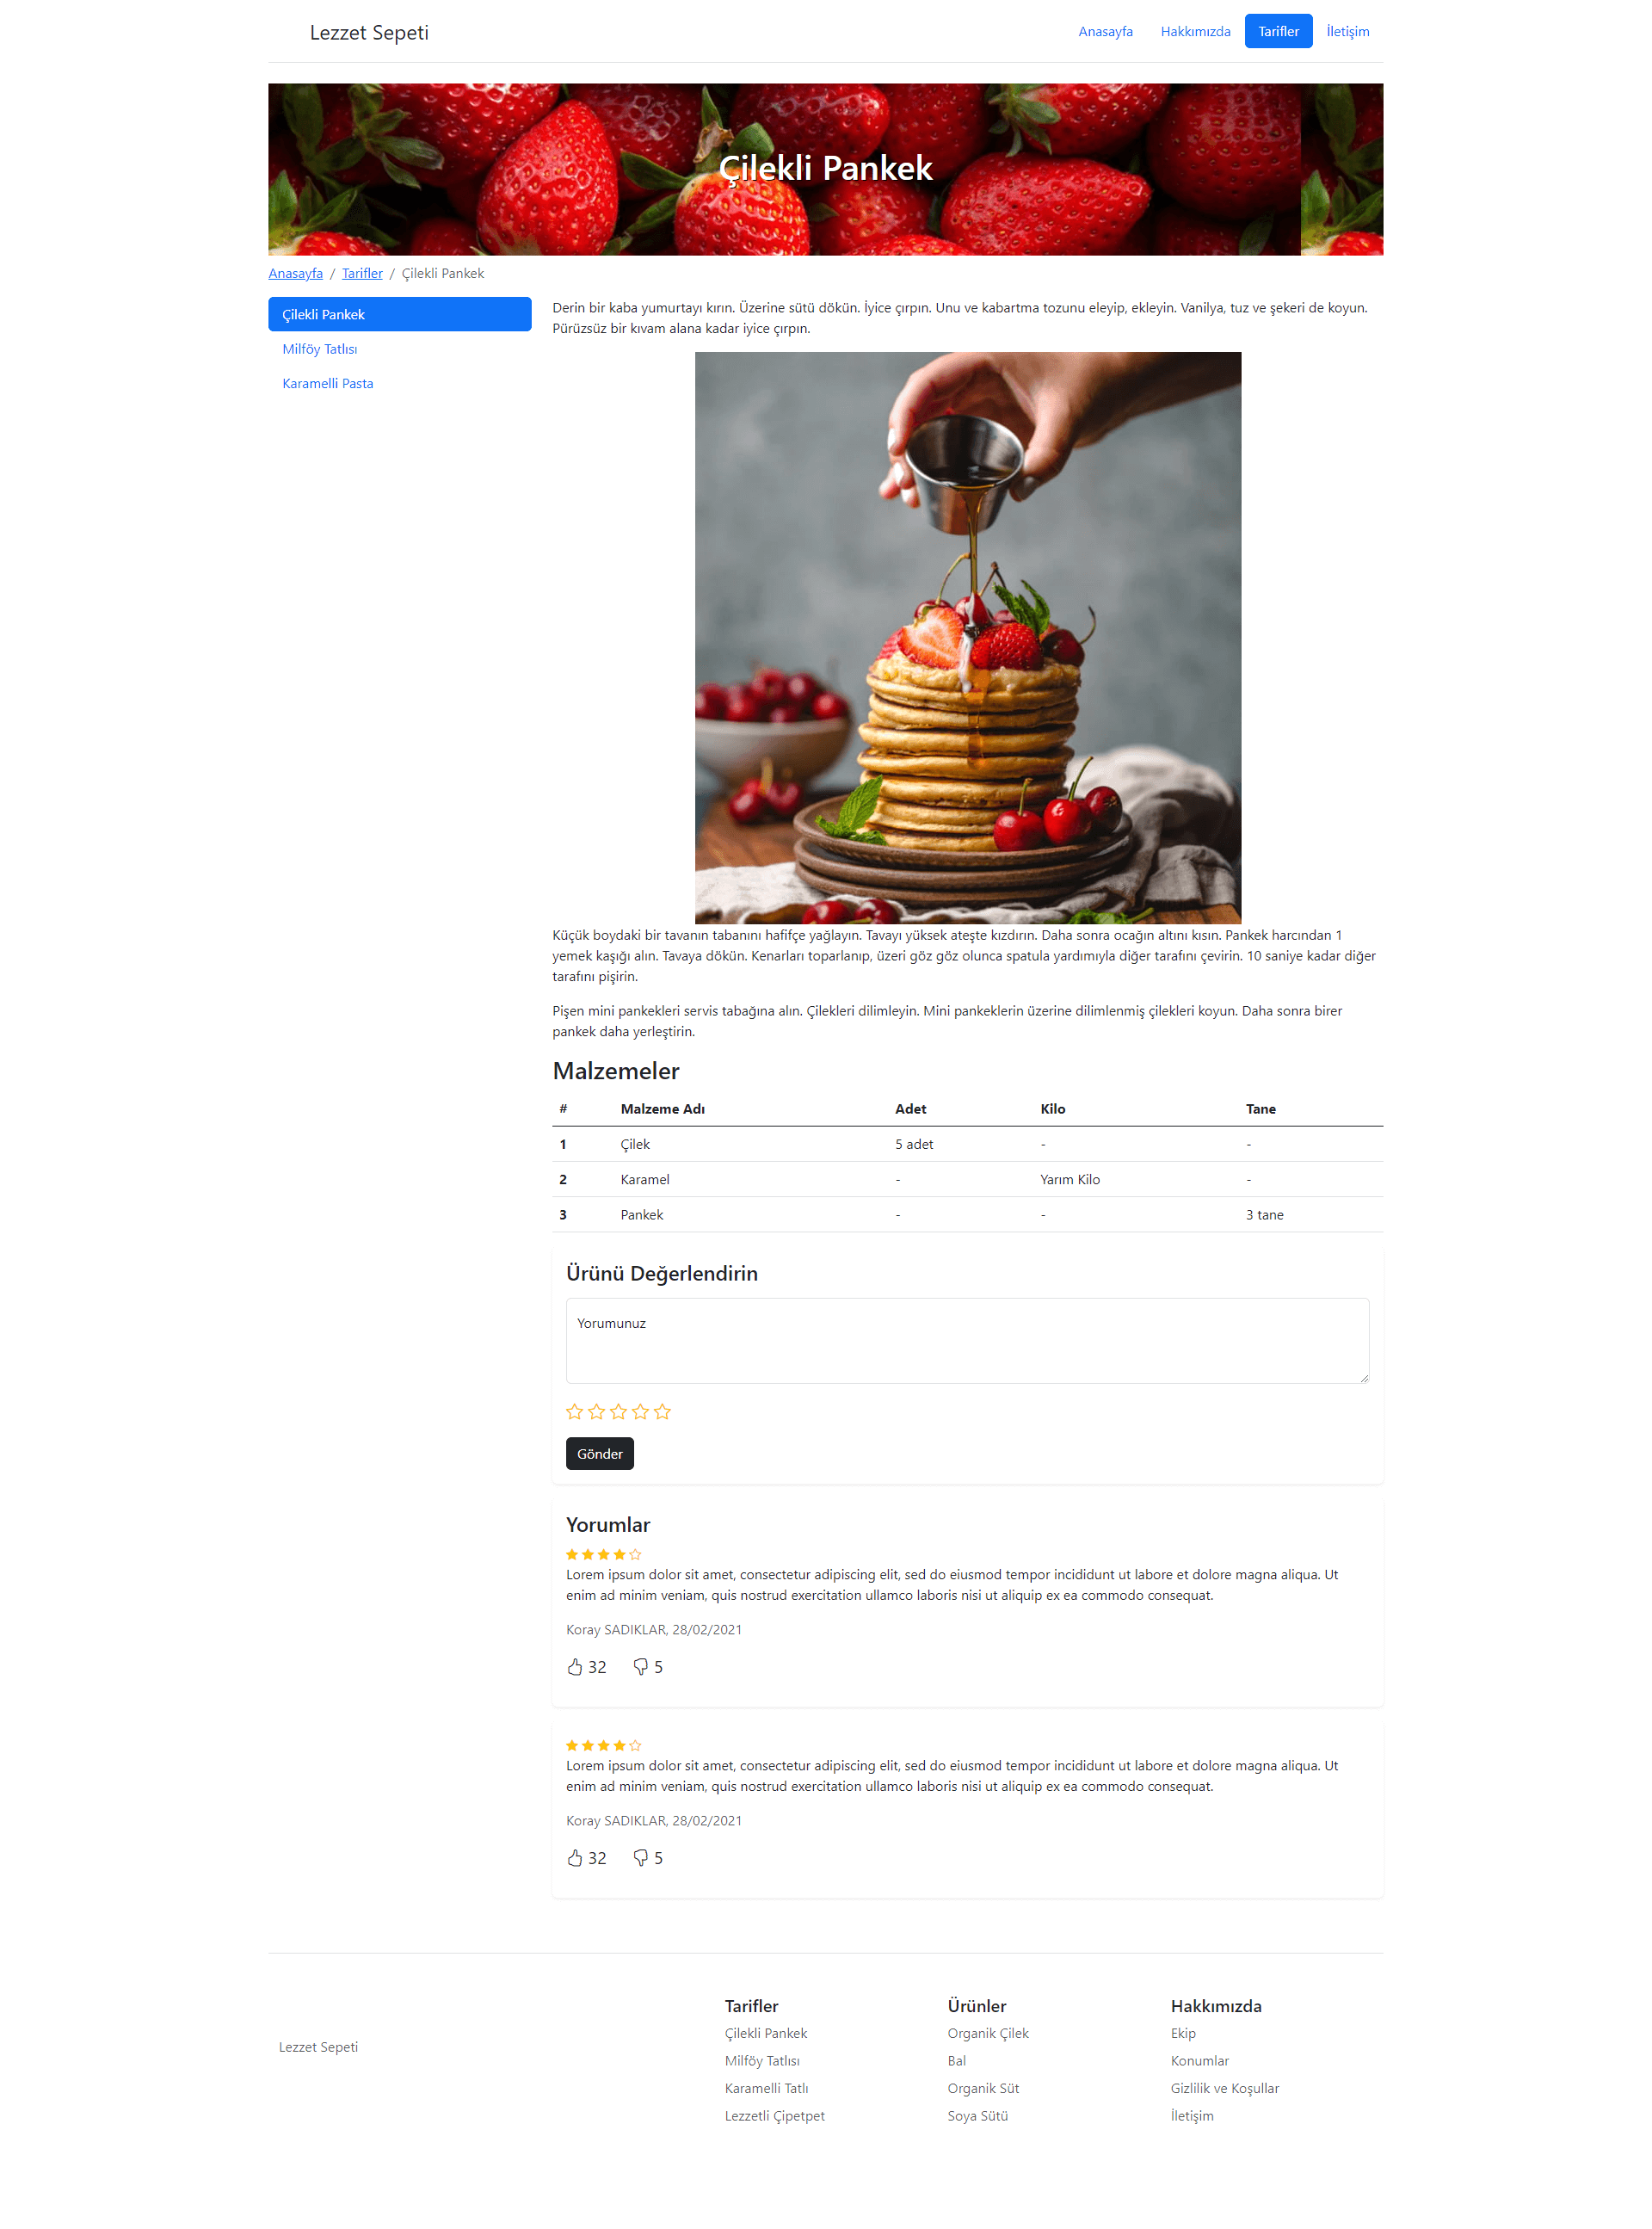 Lezzet Sepeti
Anasayfa Hakkımızda Tarifler İletişim
Çilekli Pankek
Anasayfa / Tarifler / Çilekli Pankek
Çilekli Pankek
Milföy Tatlısı
Karamelli Pasta
Derin bir kaba yumurtayı kırın. Üzerine sütü dökün. İyice çırpın. Unu ve kabartma tozunu eleyip, ekleyin. Vanilya, tuz ve şekeri de koyun.
Pürüzsüz bir kıvam alana kadar iyice çırpın.
Küçük boydaki bir tavanın tabanını hafifçe yağlayın. Tavayı yüksek ateşte kızdırın. Daha sonra ocağın altını kısın. Pankek harcından 1
yemek kaşığı alın. Tavaya dökün. Kenarları toparlanıp, üzeri göz göz olunca spatula yardımıyla diğer tarafını çevirin. 10 saniye kadar diğer
tarafını pişirin.
Pişen mini pankekleri servis tabağına alın. Çilekleri dilimleyin. Mini pankeklerin üzerine dilimlenmiş çilekleri koyun. Daha sonra birer
pankek daha yerleştirin.
Malzemeler
# Malzeme Adı Adet Kilo Tane
1 Çilek 5 adet - -
2 Karamel - Yarım Kilo -
3 Pankek - - 3 tane
Ürünü Değerlendirin
Yorumunuz
Gönder
Yorumlar
Lorem ipsum dolor sit amet, consectetur adipiscing elit, sed do eiusmod tempor incididunt ut labore et dolore magna aliqua. Ut
enim ad minim veniam, quis nostrud exercitation ullamco laboris nisi ut aliquip ex ea commodo consequat.
Koray SADIKLAR, 28/02/2021
32 5
Lorem ipsum dolor sit amet, consectetur adipiscing elit, sed do eiusmod tempor incididunt ut labore et dolore magna aliqua. Ut
enim ad minim veniam, quis nostrud exercitation ullamco laboris nisi ut aliquip ex ea commodo consequat.
Koray SADIKLAR, 28/02/2021
32 5
Lezzet Sepeti
Tarifler
Çilekli Pankek
Milföy Tatlısı
Karamelli Tatlı
Lezzetli Çipetpet
Ürünler
Organik Çilek
Bal
Organik Süt
Soya Sütü
Hakkımızda
Ekip
Konumlar
Gizlilik ve Koşullar
İletişim